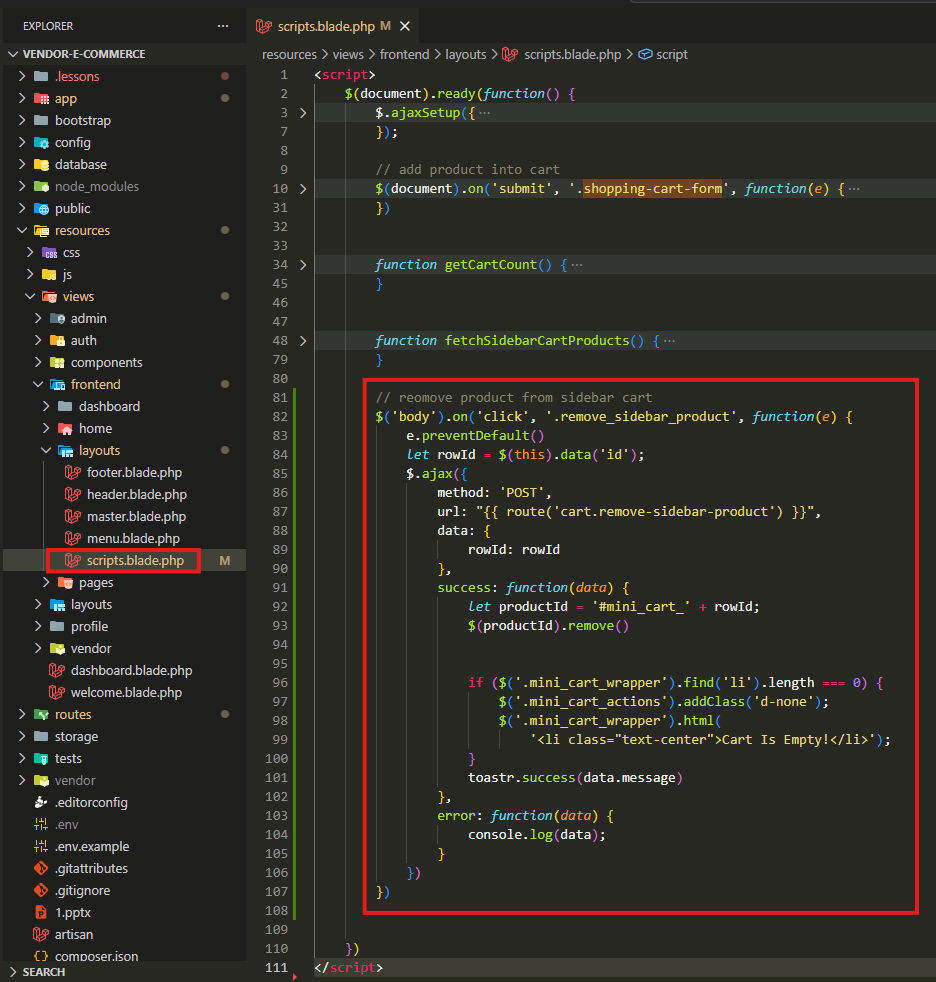 EXPLORER ···
VENDOR-E-COMMERCE
.lessons
app
bootstrap
config
database
node_modules
public
resources
css
js
views
admin
auth
components
frontend
dashboard
home
layouts
footer.blade.php
header.blade.php
master.blade.php
menu.blade.php
scripts.blade.php M
pages
layouts
profile
vendor
dashboard.blade.php
welcome.blade.php
routes
storage
tests
vendor
.editorconfig
.env
.env.example
.gitattributes
.gitignore
1.pptx
artisan
composer.json
SEARCH
scripts.blade.php M
resources > views > frontend > layouts > scripts.blade.php > script
1 <script>
2 $(document).ready(function() {
3 $.ajaxSetup({ ···
7 });
8
9 // add product into cart
10 $(document).on('submit', '.shopping-cart-form', function(e) { ···
31 })
32
33
34 function getCartCount() { ···
45 }
46
47
48 function fetchSidebarCartProducts() { ···
79 }
80
81 // reomove product from sidebar cart
82 $('body').on('click', '.remove_sidebar_product', function(e) {
83 e.preventDefault()
84 let rowId = $(this).data('id');
85 $.ajax({
86 method: 'POST',
87 url: "{{ route('cart.remove-sidebar-product') }}",
88 data: {
89 rowId: rowId
90 },
91 success: function(data) {
92 let productId = '#mini_cart_' + rowId;
93 $(productId).remove()
94
95
96 if ($('.mini_cart_wrapper').find('li').length === 0) {
97 $('.mini_cart_actions').addClass('d-none');
98 $('.mini_cart_wrapper').html(
99 '<li class="text-center">Cart Is Empty!</li>');
100 }
101 toastr.success(data.message)
102 },
103 error: function(data) {
104 console.log(data);
105 }
106 })
107 })
108
109
110 })
111 </script>